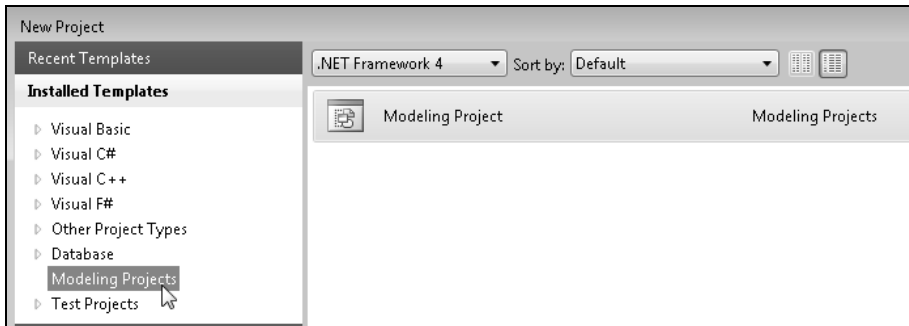 New Project
Recent Templates
.NET Framework 4 Sort by: Default
Installed Templates
Modeling Project Modeling Projects
Visual Basic
Visual C#
Visual C++
Visual F#
Other Project Types
Database
Modeling Projects
Test Projects